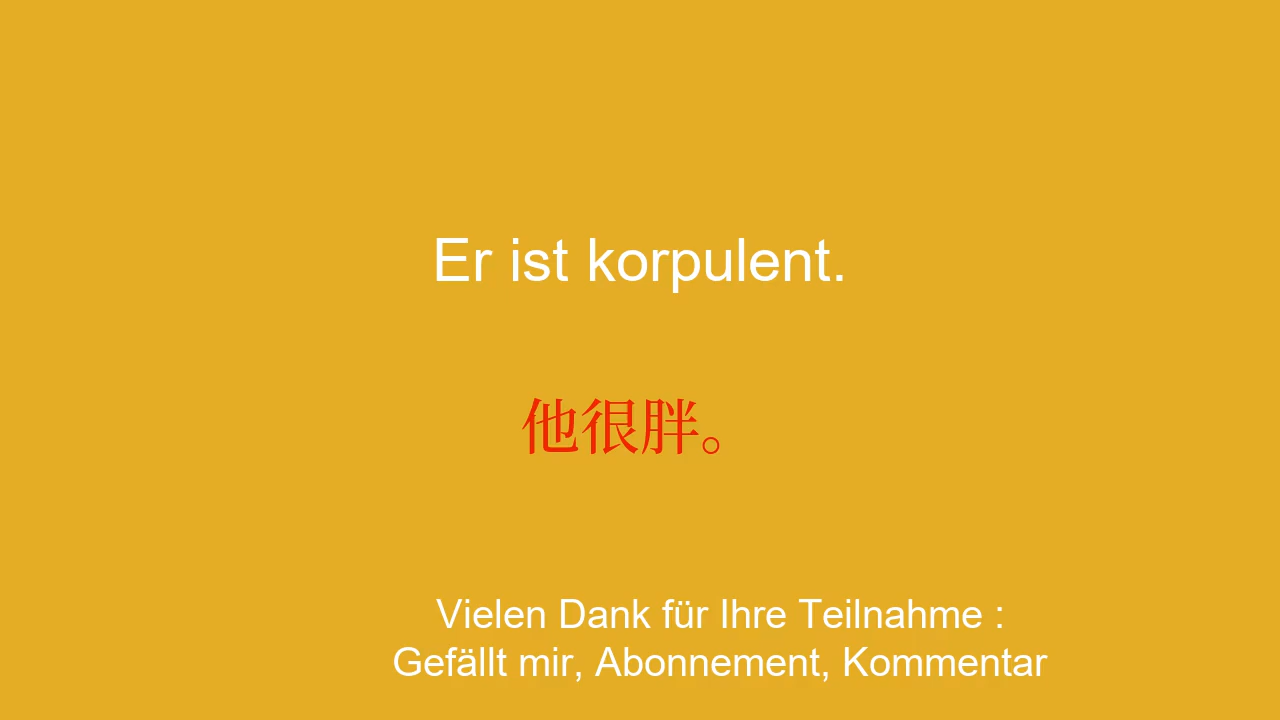 Er ist korpulent.
他很胖。
Vielen Dank für Ihre Teilnahme :
Gefällt mir, Abonnement, Kommentar